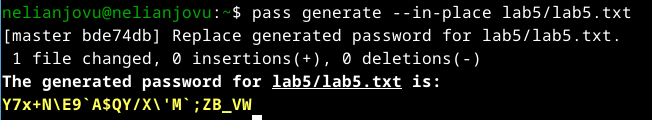 nelianjovu@nelianjovu:~$ pass generate --in-place lab5/lab5.txt
[master bde74db] Replace generated password for lab5/lab5.txt.
 1 file changed, 0 insertions(+), 0 deletions(-)
The generated password for lab5/lab5.txt is:
Y7x+N\E9`A$QY/X\'M`;ZB_VW